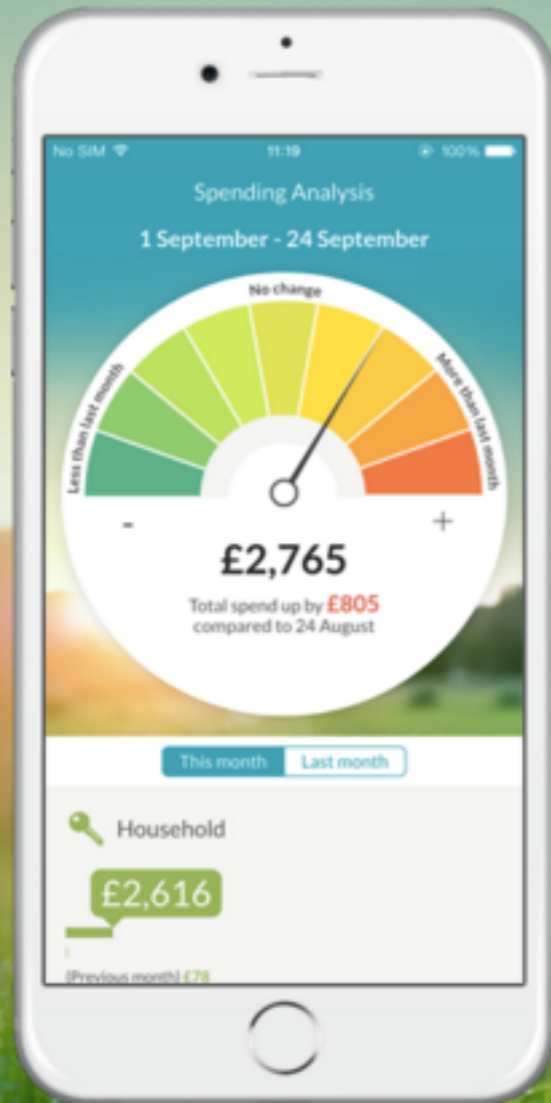 No SIM 11:19 100%
Spending Analysis
1 September - 24 September
No change
Less than last month
More than last month
- +
£2,765
Total spend up by £805
compared to 24 August
This month Last month
Household
£2,616
(Previous month) £78